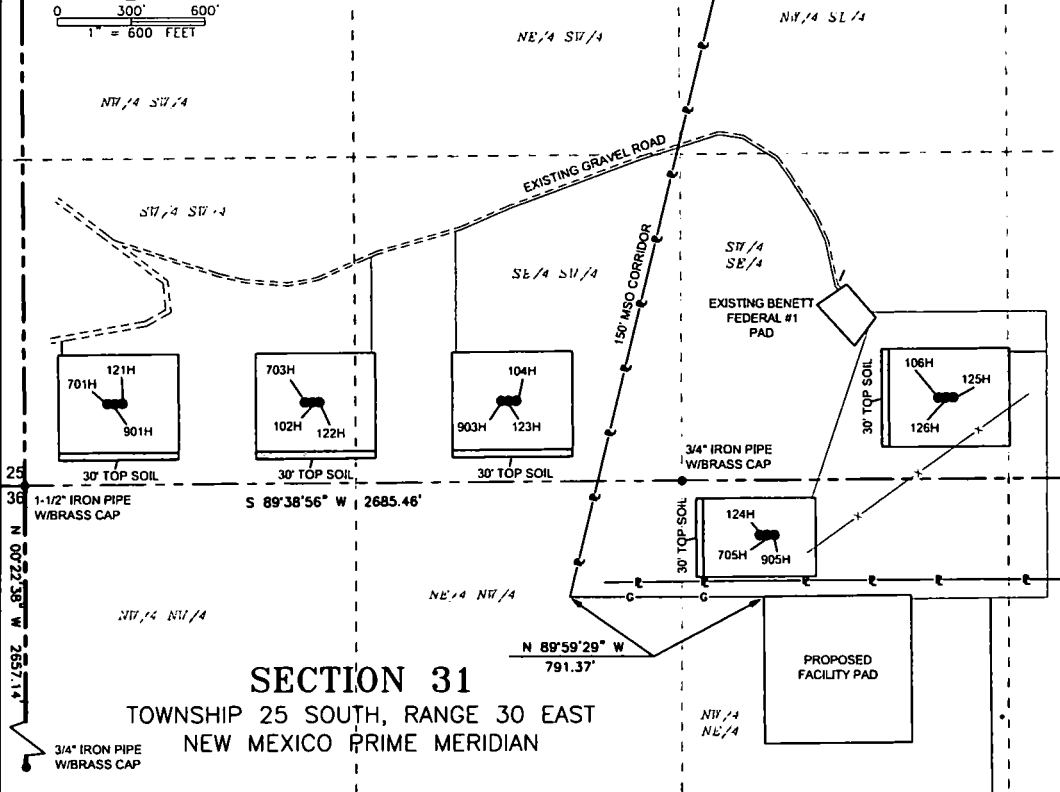 0 300' 600'
1" = 600 FEET
NE/4 SW/4
NW/4 SE/4
NW/4 SW/4
EXISTING GRAVEL ROAD
SW/4 SW/4
SE/4 SW/4
SW/4
SE/4
150' MSO CORRIDOR
EXISTING BENETT
FEDERAL #1
PAD
701H
121H
901H
30' TOP SOIL
703H
102H
122H
30' TOP SOIL
104H
903H
123H
30' TOP SOIL
106H
125H
126H
30' TOP SOIL
3/4" IRON PIPE
W/BRASS CAP
25
36
1-1/2" IRON PIPE
W/BRASS CAP
S 89°38'56" W 2685.46'
124H
705H
905H
30' TOP SOIL
N 00°22'38" W 2657.14'
E E E E E E
G G
x x x
NW/4 NW/4
NE/4 NW/4
N 89°59'29" W
791.37'
PROPOSED
FACILITY PAD
SECTION 31
TOWNSHIP 25 SOUTH, RANGE 30 EAST
NEW MEXICO PRIME MERIDIAN
NW/4
NE/4
3/4" IRON PIPE
W/BRASS CAP